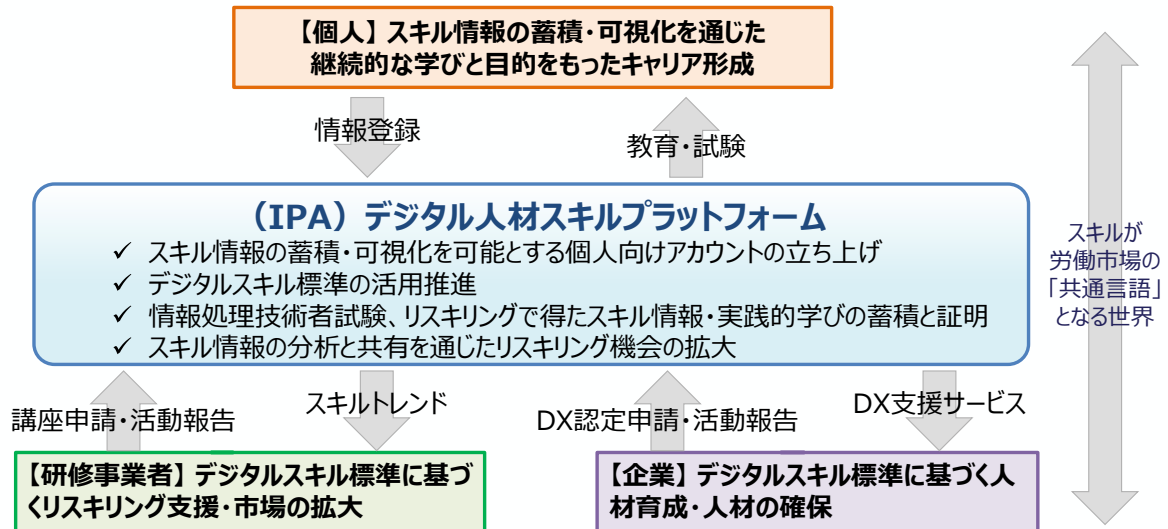 【個人】 スキル情報の蓄積・可視化を通じた
継続的な学びと目的をもったキャリア形成
情報登録
教育・試験
（IPA）デジタル人材スキルプラットフォーム
✓ スキル情報の蓄積・可視化を可能とする個人向けアカウントの立ち上げ
✓ デジタルスキル標準の活用推進
✓ 情報処理技術者試験、リスキリングで得たスキル情報・実践的学びの蓄積と証明
✓ スキル情報の分析と共有を通じたリスキリング機会の拡大
スキルが
労働市場の
「共通言語」
となる世界
講座申請・活動報告
スキルトレンド
DX認定申請・活動報告
DX支援サービス
【研修事業者】 デジタルスキル標準に基づ
くリスキリング支援・市場の拡大
【企業】 デジタルスキル標準に基づく人
材育成・人材の確保